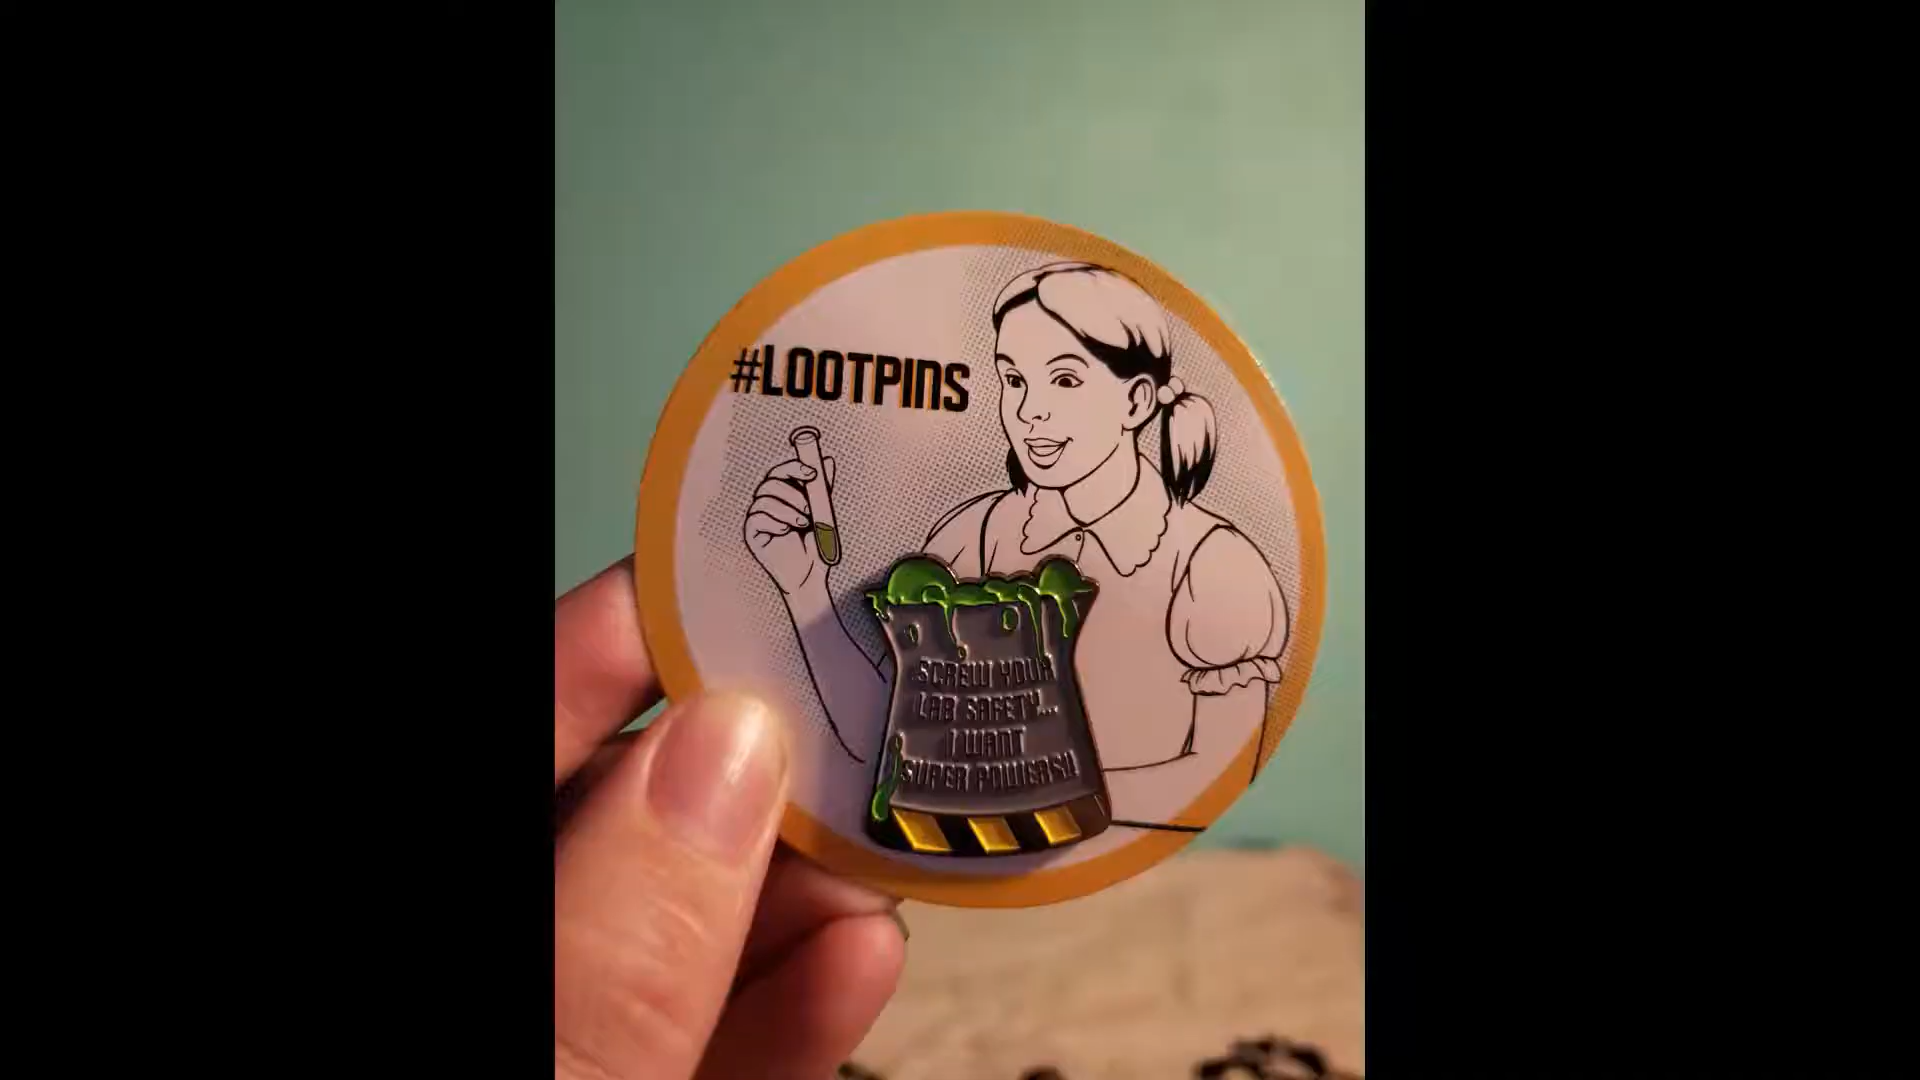 #LOOTPINS
SCREW YOUR
LAB SAFETY...
I WANT
SUPER POWERS!!